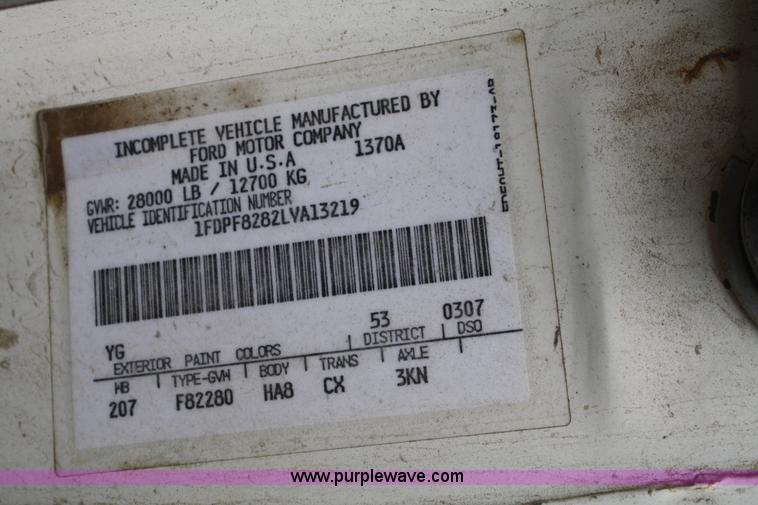 INCOMPLETE VEHICLE MANUFACTURED BY
FORD MOTOR COMPANY
MADE IN U.S.A 1370A
GVWR: 28000 LB / 12700 KG
VEHICLE IDENTIFICATION NUMBER
1FDPF8282LVA13219
YG 53 0307
EXTERIOR PAINT COLORS DISTRICT DSO
WB TYPE-GVW BODY TRANS AXLE
207 F82280 HA8 CX 3KN
www.purplewave.com